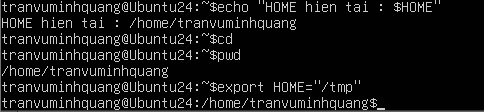 tranvuminhquang@Ubuntu24:~$echo "HOME hien tai : $HOME"
HOME hien tai : /home/tranvuminhquang
tranvuminhquang@Ubuntu24:~$cd
tranvuminhquang@Ubuntu24:~$pwd
/home/tranvuminhquang
tranvuminhquang@Ubuntu24:~$export HOME="/tmp"
tranvuminhquang@Ubuntu24:/home/tranvuminhquang$_